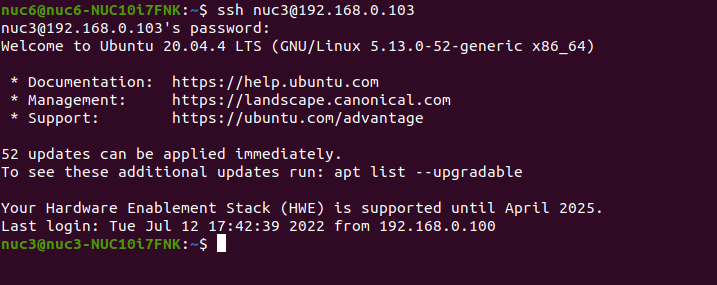 nuc6@nuc6-NUC10i7FNK:~$ ssh nuc3@192.168.0.103
nuc3@192.168.0.103's password:
Welcome to Ubuntu 20.04.4 LTS (GNU/Linux 5.13.0-52-generic x86_64)

 * Documentation:  https://help.ubuntu.com
 * Management:     https://landscape.canonical.com
 * Support:        https://ubuntu.com/advantage

52 updates can be applied immediately.
To see these additional updates run: apt list --upgradable

Your Hardware Enablement Stack (HWE) is supported until April 2025.
Last login: Tue Jul 12 17:42:39 2022 from 192.168.0.100
nuc3@nuc3-NUC10i7FNK:~$